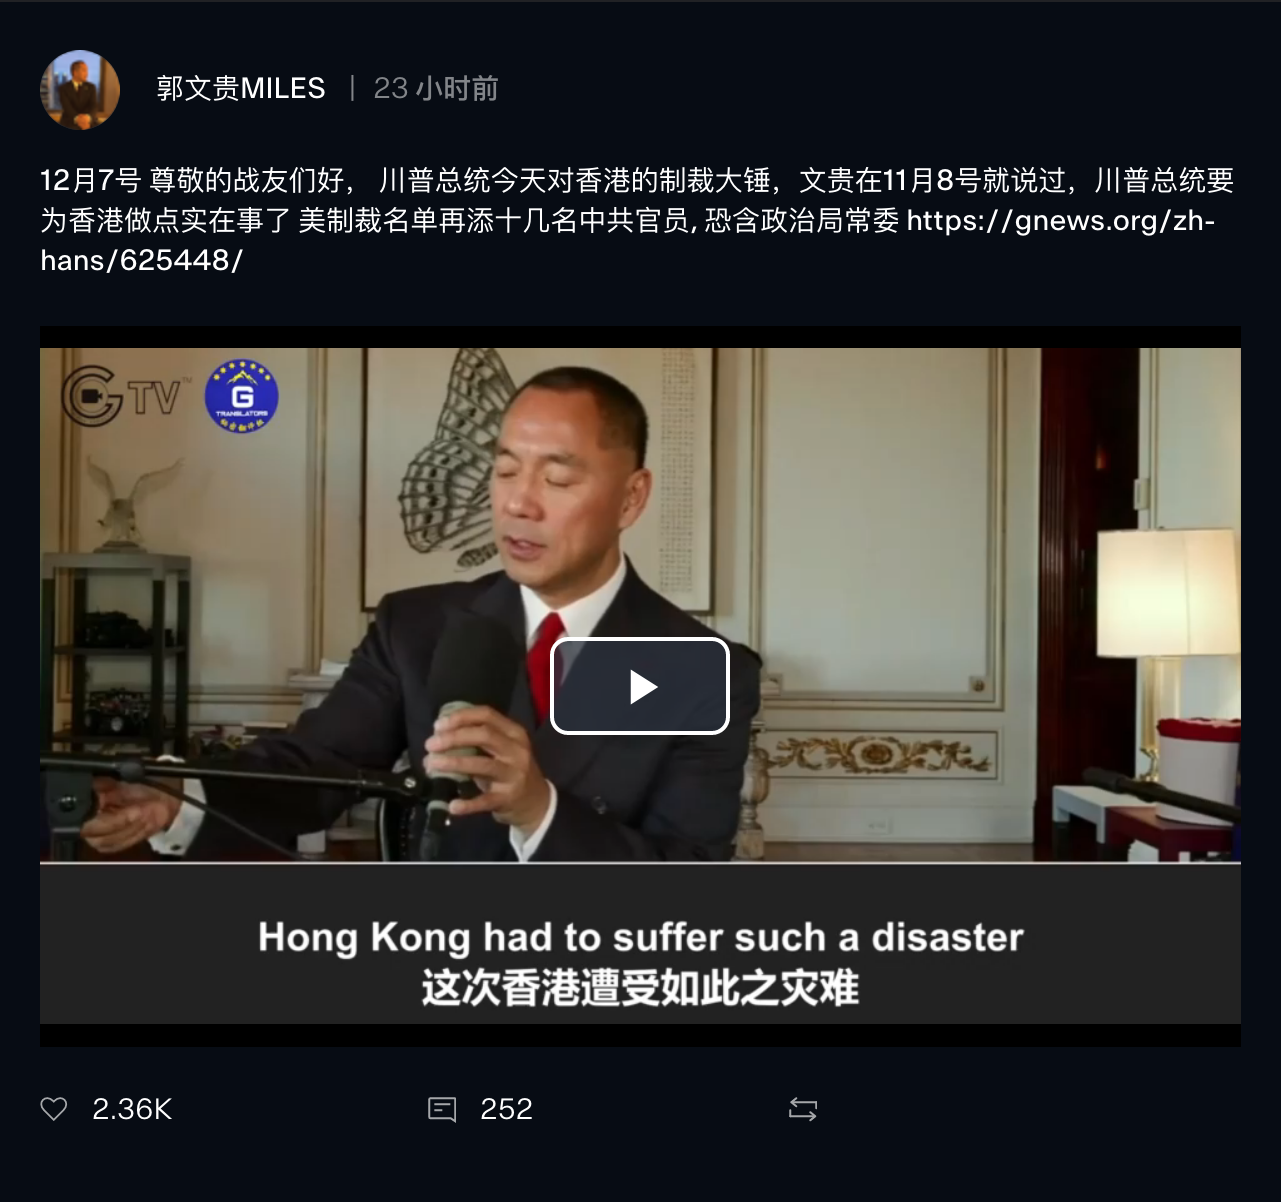 郭文贵MILES | 23 小时前
12月7号 尊敬的战友们好， 川普总统今天对香港的制裁大锤，文贵在11月8号就说过，川普总统要
为香港做点实在事了 美制裁名单再添十几名中共官员, 恐含政治局常委 https://gnews.org/zh-
hans/625448/
GTV™
G
TRANSLATORS
Hong Kong had to suffer such a disaster
这次香港遭受如此之灾难
2.36K
252